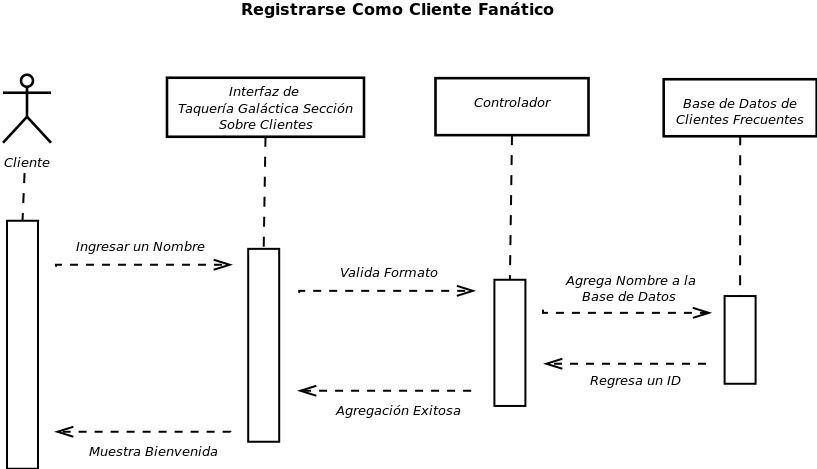 Registrarse Como Cliente Fanático
Interfaz de
Taquería Galáctica Sección
Sobre Clientes
Controlador
Base de Datos de
Clientes Frecuentes
Cliente
Ingresar un Nombre
Valida Formato
Agrega Nombre a la
Base de Datos
Regresa un ID
Agregación Exitosa
Muestra Bienvenida